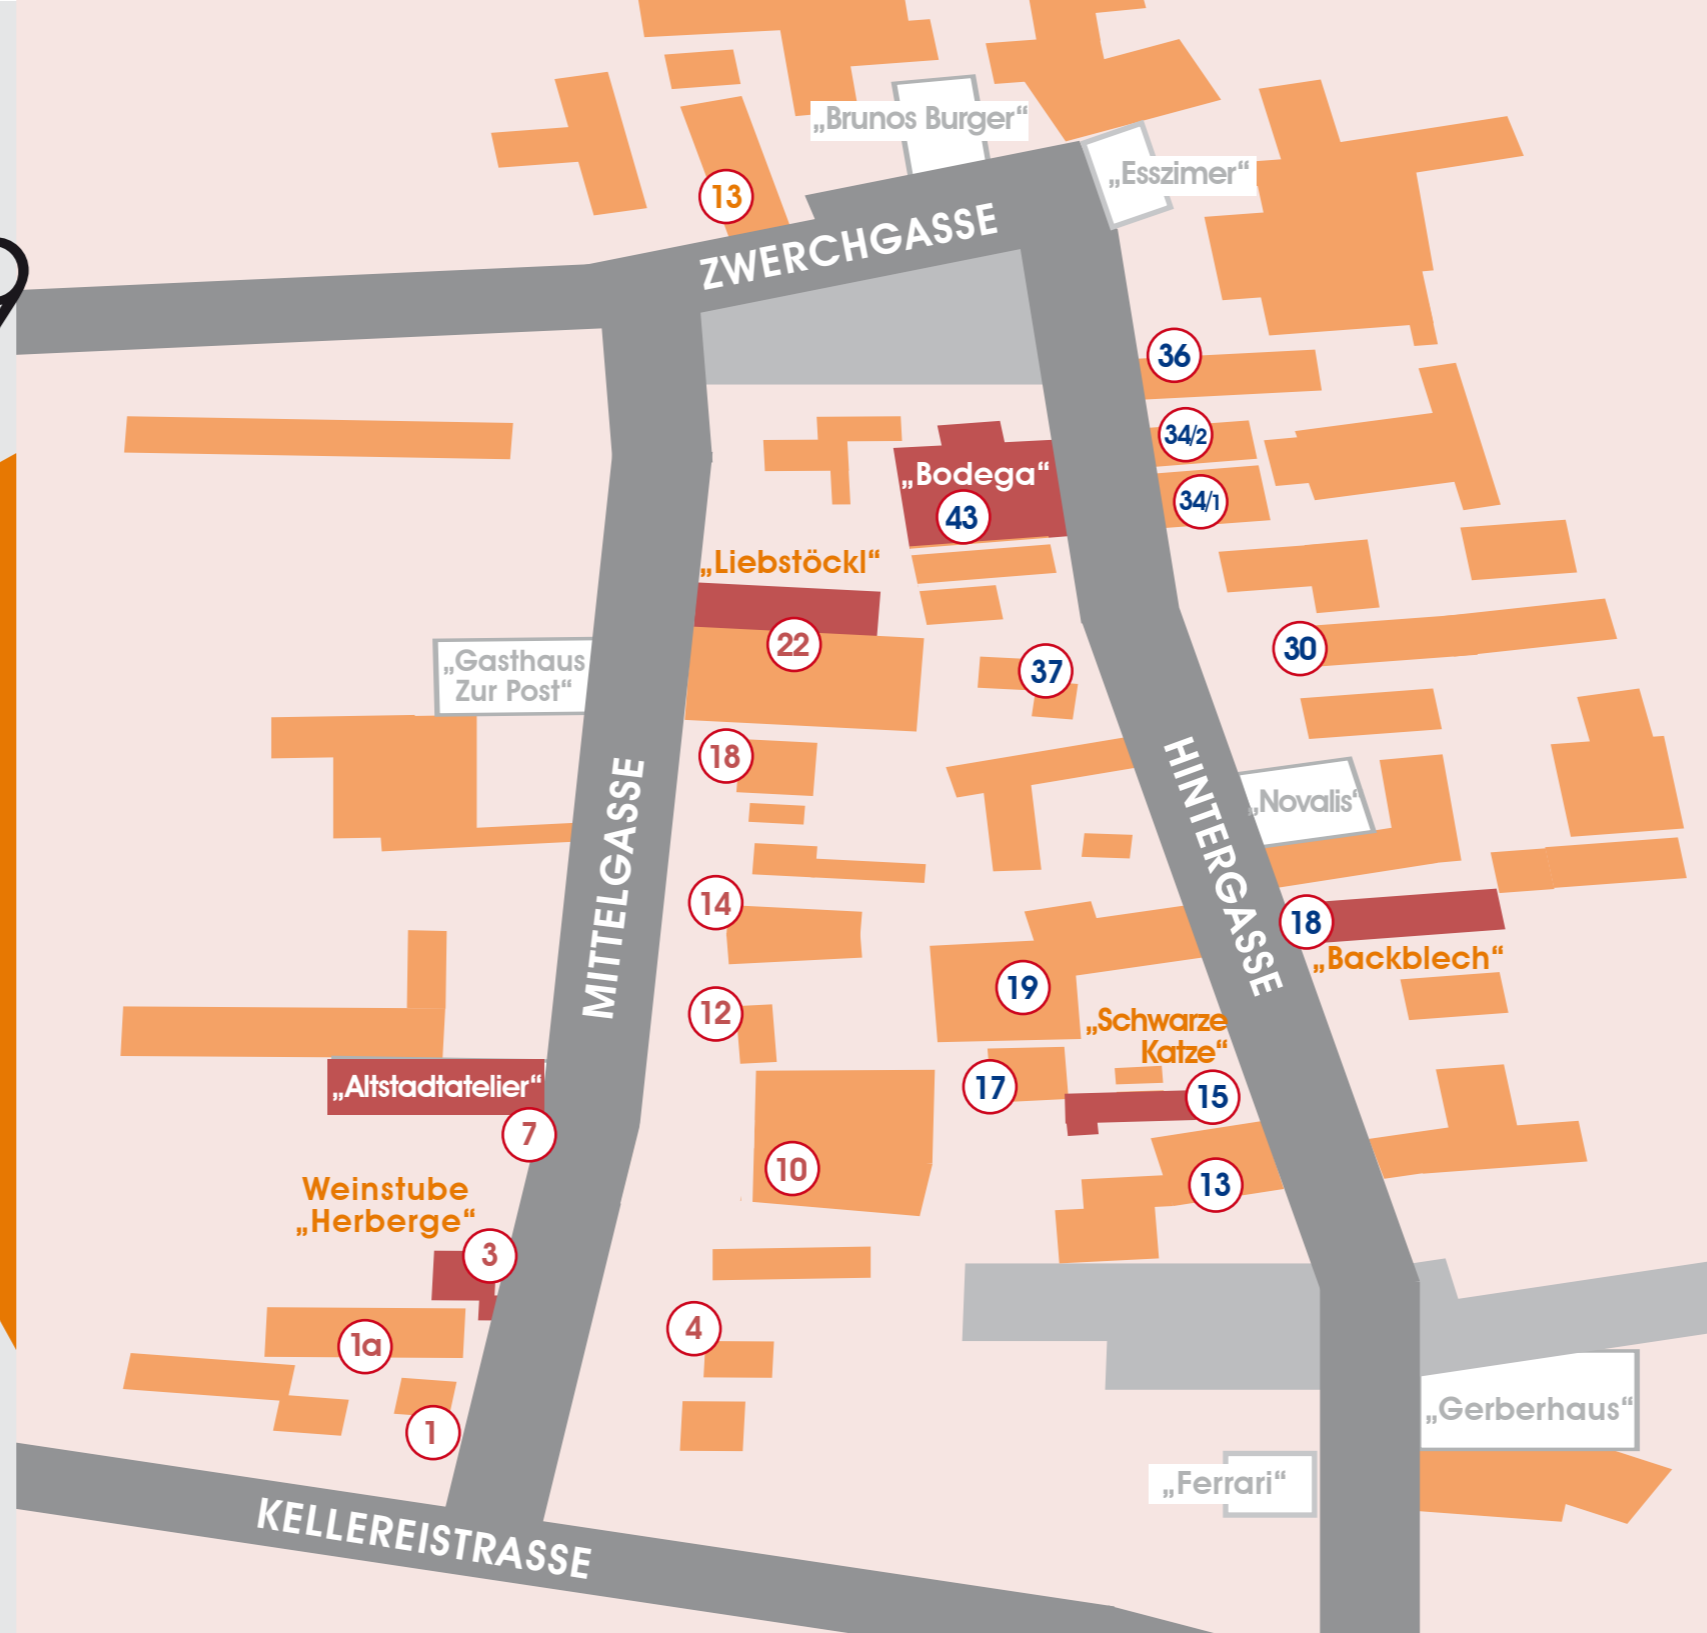 „Brunos Burger“
„Esszimer“
13
ZWERCHGASSE
36
34/2
„Bodega“
43
34/1
„Liebstöckl“
22
„Gasthaus
Zur Post“
37
30
18
MITTELGASSE
HINTERGASSE
„Novalis“
14
18
„Backblech“
19
12
„Schwarze
Katze“
„Altstadtatelier“
17
15
7
10
13
Weinstube
„Herberge“
3
4
1a
1
„Gerberhaus“
„Ferrari“
KELLEREISTRASSE